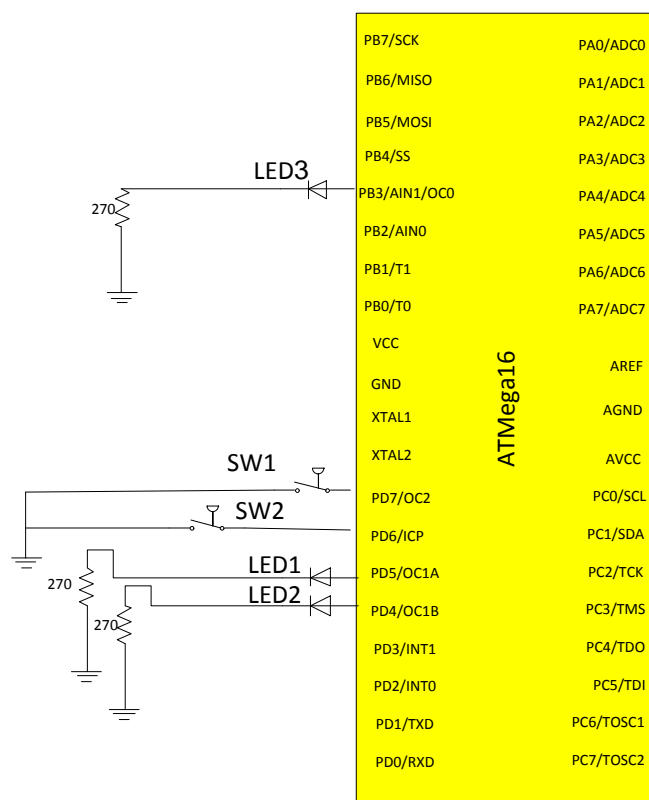 PB7/SCK PA0/ADC0
PB6/MISO PA1/ADC1
PB5/MOSI PA2/ADC2
PB4/SS PA3/ADC3
LED3
PB3/AIN1/OC0 PA4/ADC4
270
PB2/AIN0 PA5/ADC5
PB1/T1 PA6/ADC6
PB0/T0 PA7/ADC7
VCC
AREF
GND
ATMega16
XTAL1 AGND
XTAL2 AVCC
SW1
PD7/OC2 PC0/SCL
SW2
PD6/ICP PC1/SDA
LED1
PD5/OC1A PC2/TCK
270
LED2
PD4/OC1B PC3/TMS
270
PD3/INT1 PC4/TDO
PD2/INT0 PC5/TDI
PD1/TXD PC6/TOSC1
PD0/RXD PC7/TOSC2